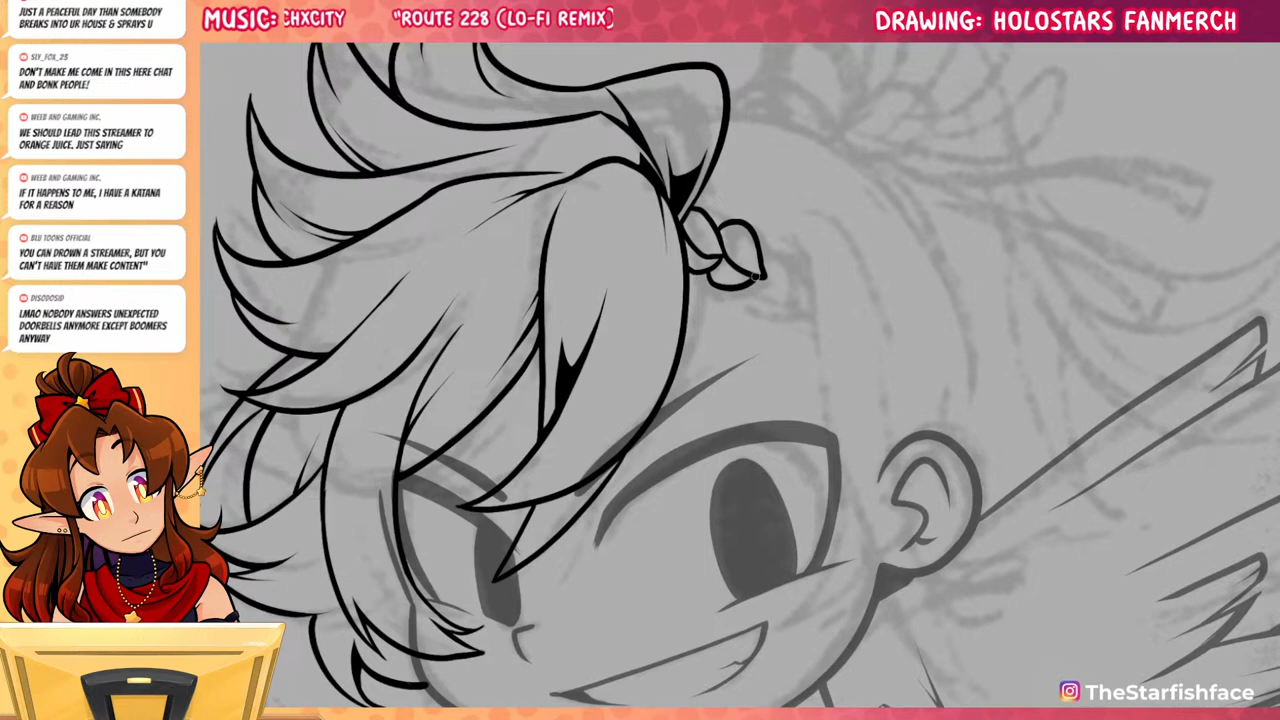 JUST A PEACEFUL DAY THAN SOMEBODY
BREAKS INTO UR HOUSE & SPRAYS U
SLY_FOX_23
DON'T MAKE ME COME IN THIS HERE CHAT
AND BONK PEOPLE!
WEEB AND GAMING INC.
WE SHOULD LEAD THIS STREAMER TO
ORANGE JUICE. JUST SAYING
WEEB AND GAMING INC.
IF IT HAPPENS TO ME, I HAVE A KATANA
FOR A REASON
BLU TOONS OFFICIAL
YOU CAN DROWN A STREAMER, BUT YOU
CAN'T HAVE THEM MAKE CONTENT"
DISODOSID
LMAO NOBODY ANSWERS UNEXPECTED
DOORBELLS ANYMORE EXCEPT BOOMERS
ANYWAY
MUSIC: CHXCITY "ROUTE 228 (LO-FI REMIX)
DRAWING: HOLOSTARS FANMERCH
TheStarfishface